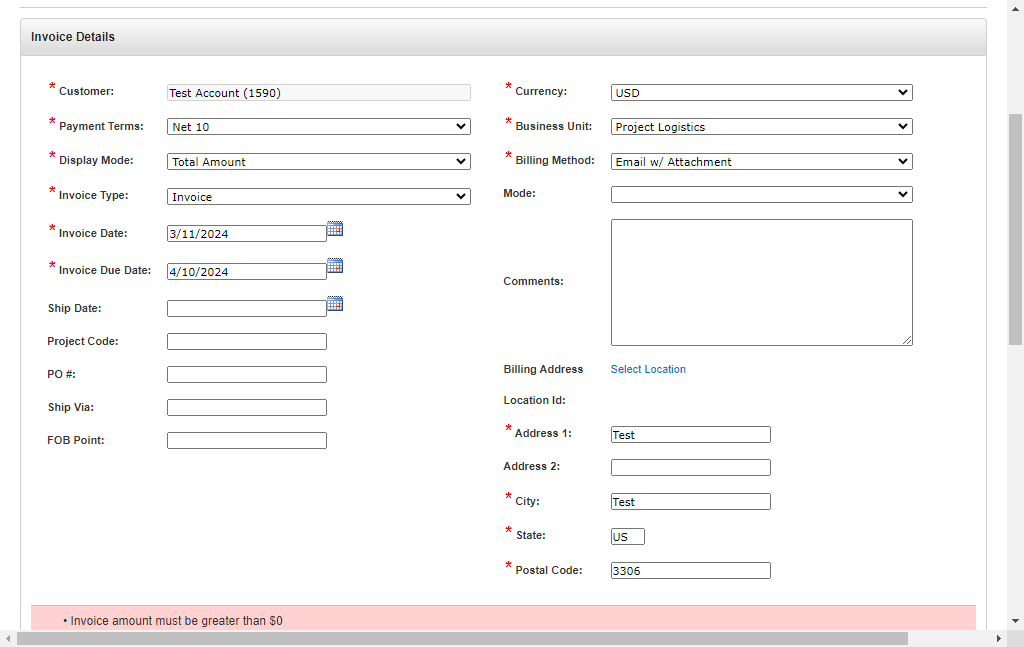 Invoice Details
* Customer: Test Account (1590)
* Payment Terms: Net 10
* Display Mode: Total Amount
* Invoice Type: Invoice
* Invoice Date: 3/11/2024
* Invoice Due Date: 4/10/2024
Ship Date:
Project Code:
PO #:
Ship Via:
FOB Point:
* Currency: USD
* Business Unit: Project Logistics
* Billing Method: Email w/ Attachment
Mode:
Comments:
Billing Address Select Location
Location Id:
* Address 1: Test
Address 2:
* City: Test
* State: US
* Postal Code: 3306
• Invoice amount must be greater than $0